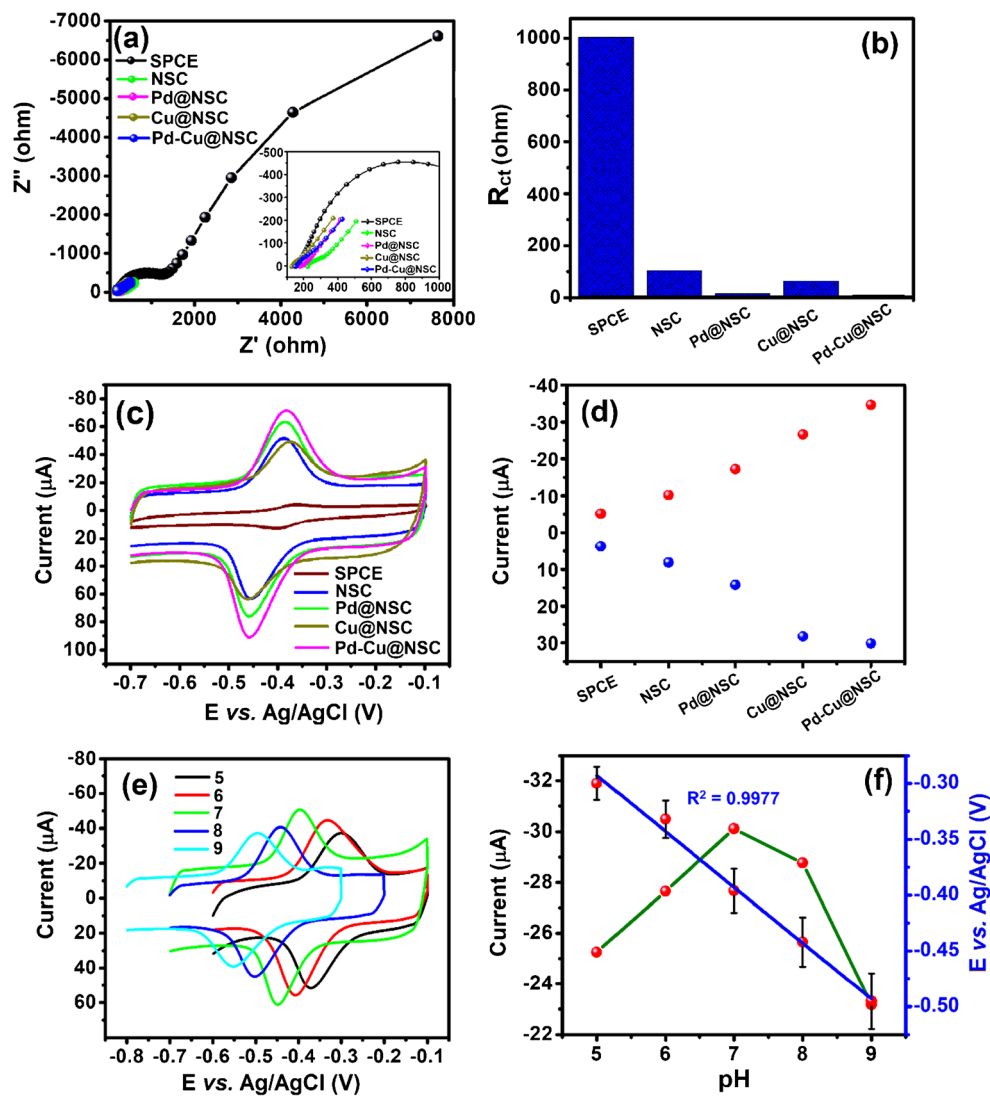 (a)
-7000
-6000
-5000
-4000
-3000
-2000
-1000
0
Z'' (ohm)
SPCE
NSC
Pd@NSC
Cu@NSC
Pd-Cu@NSC
2000 4000 6000 8000
Z' (ohm)
-500
-400
-300
-200
-100
0
SPCE
NSC
Pd@NSC
Cu@NSC
Pd-Cu@NSC
200 400 600 800 1000
(b)
1000
800
600
400
200
0
Rct (ohm)
SPCE
NSC
Pd@NSC
Cu@NSC
Pd-Cu@NSC
(c)
-80
-60
-40
-20
0
20
40
60
80
100
Current (µA)
SPCE
NSC
Pd@NSC
Cu@NSC
Pd-Cu@NSC
-0.7 -0.6 -0.5 -0.4 -0.3 -0.2 -0.1
E vs. Ag/AgCl (V)
(d)
-40
-30
-20
-10
0
10
20
30
Current (µA)
SPCE
NSC
Pd@NSC
Cu@NSC
Pd-Cu@NSC
(e)
-80
-60
-40
-20
0
20
40
60
Current (µA)
5
6
7
8
9
-0.8 -0.7 -0.6 -0.5 -0.4 -0.3 -0.2 -0.1
E vs. Ag/AgCl (V)
(f)
R² = 0.9977
-32
-30
-28
-26
-24
-22
Current (µA)
-0.30
-0.35
-0.40
-0.45
-0.50
E vs. Ag/AgCl (V)
5 6 7 8 9
pH